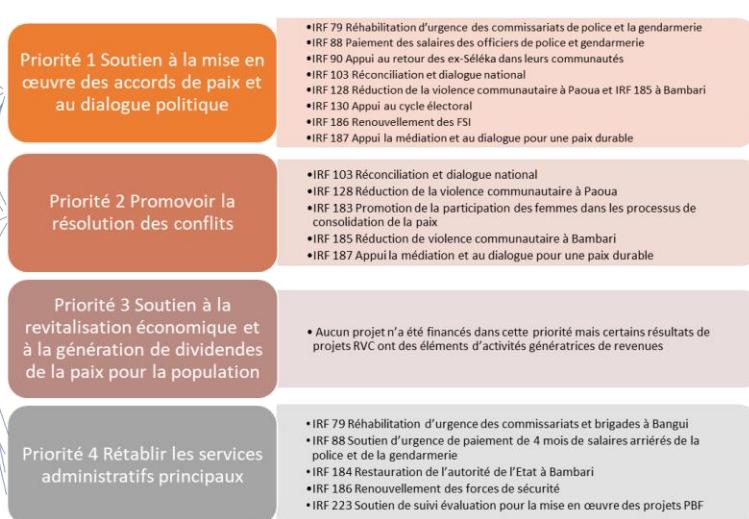 Priorité 1 Soutien à la mise en
œuvre des accords de paix et
au dialogue politique
•IRF 79 Réhabilitation d’urgence des commissariats de police et la gendarmerie
•IRF 88 Paiement des salaires des officiers de police et gendarmerie
•IRF 90 Appui au retour des ex-Séléka dans leurs communautés
•IRF 103 Réconciliation et dialogue national
•IRF 128 Réduction de la violence communautaire à Paoua et IRF 185 à Bambari
•IRF 130 Appui au cycle électoral
•IRF 186 Renouvellement des FSI
•IRF 187 Appui la médiation et au dialogue pour une paix durable
Priorité 2 Promovoir la
résolution des conflits
•IRF 103 Réconciliation et dialogue national
•IRF 128 Réduction de la violence communautaire à Paoua
•IRF 183 Promotion de la participation des femmes dans les processus de
consolidation de la paix
•IRF 185 Réduction de violence communautaire à Bambari
•IRF 187 Appui la médiation et au dialogue pour une paix durable
Priorité 3 Soutien à la
revitalisation économique et
à la génération de dividendes
de la paix pour la population
• Aucun projet n’a été financés dans cette priorité mais certains résultats de
projets RVC ont des éléments d’activités génératrices de revenues
Priorité 4 Rétablir les services
administratifs principaux
• IRF 79 Réhabilitation d’urgence des commissariats et brigades à Bangui
• IRF 88 Soutien d’urgence de paiement de 4 mois de salaires arriérés de la
police et de la gendarmerie
• IRF 184 Restauration de l’autorité de l’Etat à Bambari
• IRF 186 Renouvellement des forces de sécurité
• IRF 223 Soutien de suivi évaluation pour la mise en œuvre des projets PBF